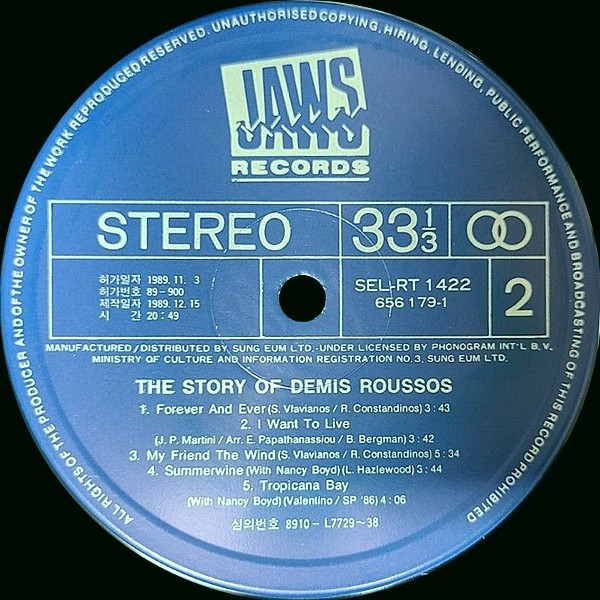 ALL RIGHTS OF THE PRODUCER AND OF THE OWNER OF THE WORK REPRODUCED RESERVED. UNAUTHORISED COPYING, HIRING, LENDING, PUBLIC PERFORMANCE AND BROADCASTING OF THIS RECORD PROHIBITED
JAWS
RECORDS
STEREO 33 1/3
허가일자 1989. 11. 3
허가번호 89-900
제작일자 1989. 12. 15
시 간 20:49
SEL-RT 1422
656 179-1
2
MANUFACTURED / DISTRIBUTED BY, SUNG EUM LTD,-UNDER LICENSED BY PHONOGRAM INT'L B. V.
MINISTRY OF CULTURE AND INFORMATION REGISTRATION NO. 3, SUNG EUM LTD.
THE STORY OF DEMIS ROUSSOS
1. Forever And Ever (S. Vlavianos / R. Constandinos) 3 : 43
2. I Want To Live
(J. P. Martini / Arr. E. Papathanassiou / B. Bergman) 3 : 42
3. My Friend The Wind (S. Vlavianos / R. Constandinos) 5 : 34
4. Summerwine (With Nancy Boyd) (L. Hazlewood) 3 : 44
5. Tropicana Bay
(With Nancy Boyd) (Valentino / SP '86) 4 : 06
심의번호 8910- L7729~38